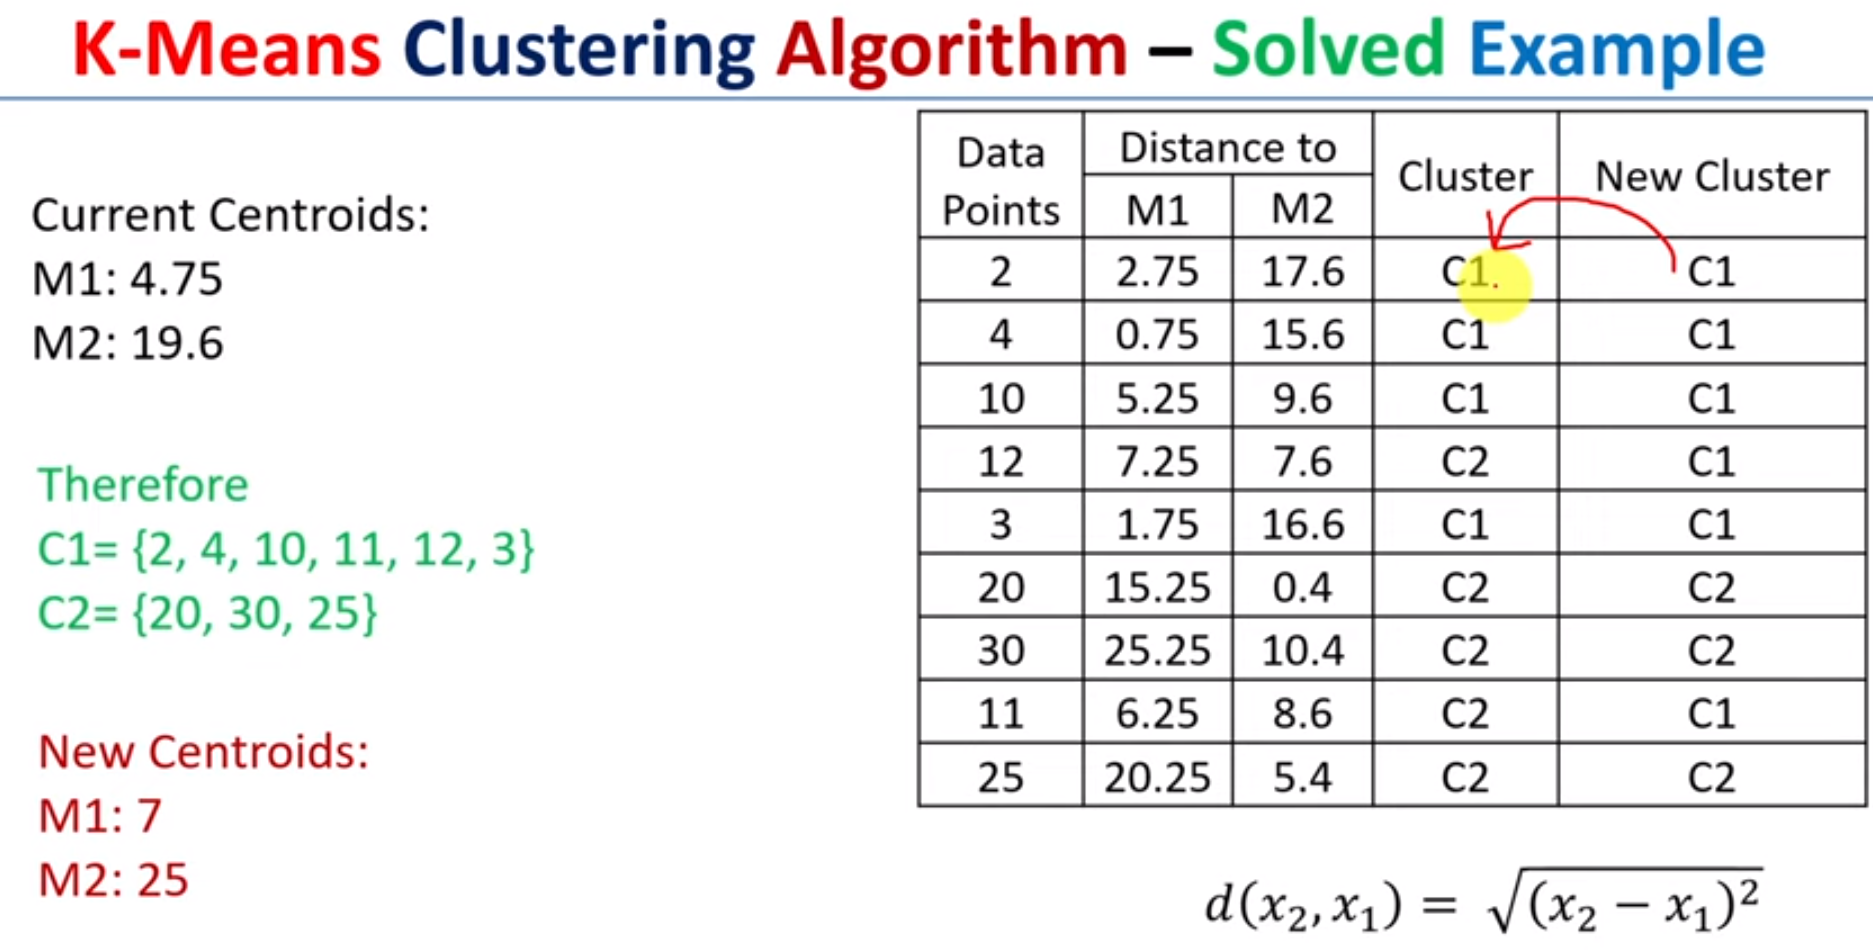 K-Means Clustering Algorithm – Solved Example
Current Centroids:
M1: 4.75
M2: 19.6
Therefore
C1= {2, 4, 10, 11, 12, 3}
C2= {20, 30, 25}
New Centroids:
M1: 7
M2: 25
Data Points Distance to Cluster New Cluster
M1 M2
2 2.75 17.6 C1 C1
4 0.75 15.6 C1 C1
10 5.25 9.6 C1 C1
12 7.25 7.6 C2 C1
3 1.75 16.6 C1 C1
20 15.25 0.4 C2 C2
30 25.25 10.4 C2 C2
11 6.25 8.6 C2 C1
25 20.25 5.4 C2 C2
d(x₂, x₁) = √(x₂ − x₁)²